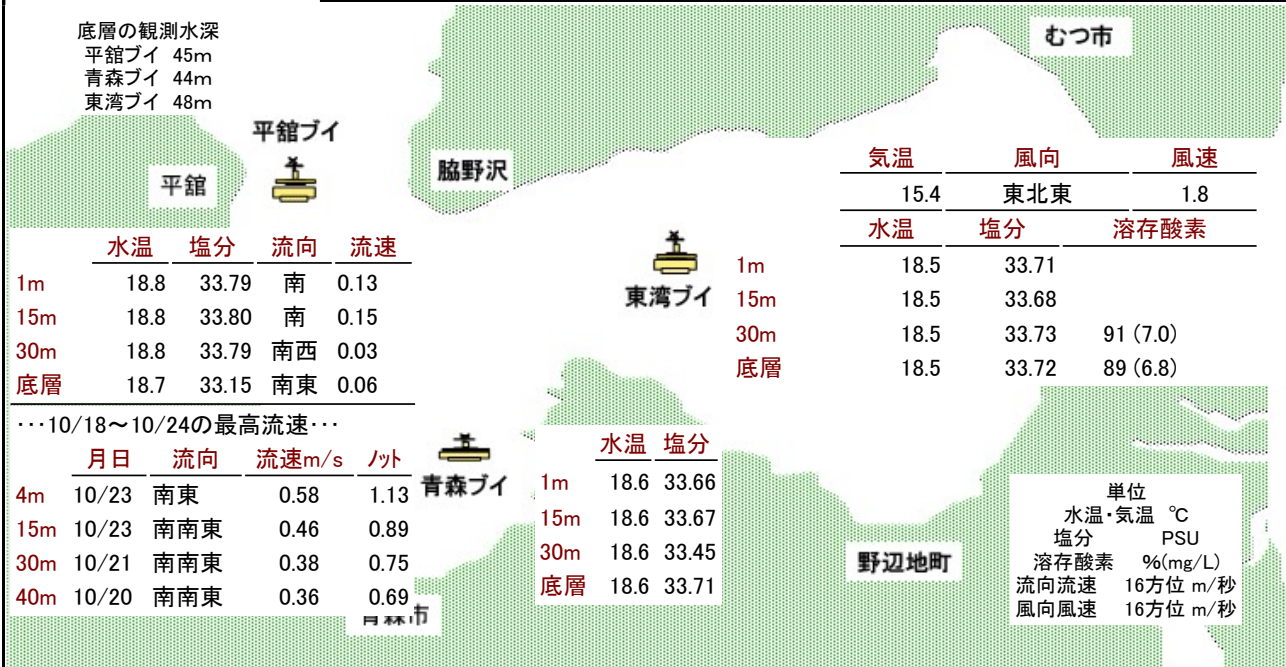 底層の観測水深
平舘ブイ 45m
青森ブイ 44m
東湾ブイ 48m
むつ市
平舘ブイ
平舘
脇野沢
気温 風向 風速
15.4 東北東 1.8
水温 塩分 溶存酸素
1m 18.5 33.71
15m 18.5 33.68
30m 18.5 33.73 91 (7.0)
底層 18.5 33.72 89 (6.8)
東湾ブイ
水温 塩分 流向 流速
1m 18.8 33.79 南 0.13
15m 18.8 33.80 南 0.15
30m 18.8 33.79 南西 0.03
底層 18.7 33.15 南東 0.06
…10/18～10/24の最高流速…
月日 流向 流速m/s ノット
4m 10/23 南東 0.58 1.13
15m 10/23 南南東 0.46 0.89
30m 10/21 南南東 0.38 0.75
40m 10/20 南南東 0.36 0.69
青森市
青森ブイ
水温 塩分
1m 18.6 33.66
15m 18.6 33.67
30m 18.6 33.45
底層 18.6 33.71
野辺地町
単位
水温・気温 ℃
塩分 PSU
溶存酸素 %(mg/L)
流向流速 16方位 m/秒
風向風速 16方位 m/秒